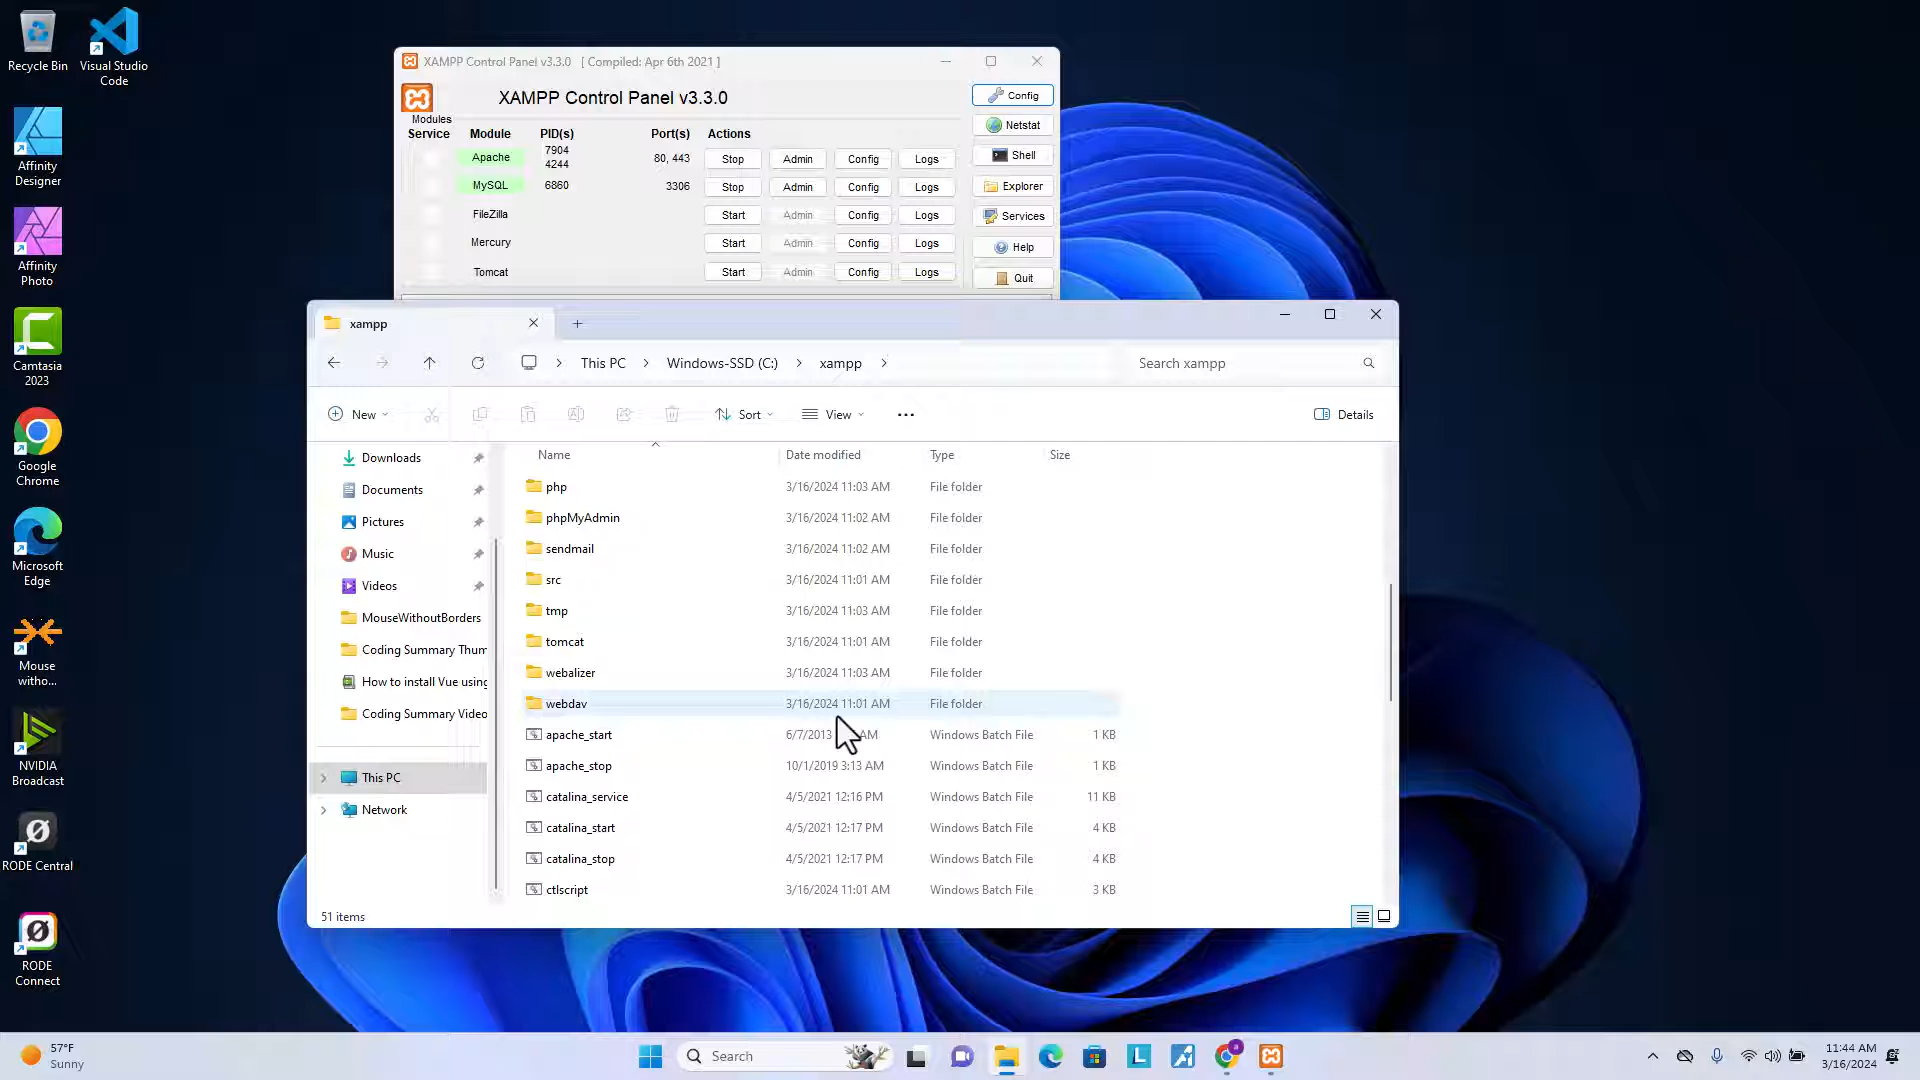 Recycle Bin
Visual Studio
Code
Affinity
Designer
Affinity
Photo
Camtasia
2023
Google
Chrome
Microsoft
Edge
Mouse
witho...
NVIDIA
Broadcast
RODE Central
RODE
Connect
XAMPP Control Panel v3.3.0 [ Compiled: Apr 6th 2021 ]
XAMPP Control Panel v3.3.0
Config
Netstat
Shell
Explorer
Services
Help
Quit
Modules
Service Module PID(s) Port(s) Actions
Apache 7904 4244 80, 443 Stop Admin Config Logs
MySQL 6860 3306 Stop Admin Config Logs
FileZilla Start Admin Config Logs
Mercury Start Admin Config Logs
Tomcat Start Admin Config Logs
xampp
This PC > Windows-SSD (C:) > xampp >
Search xampp
New Sort View ... Details
Downloads
Documents
Pictures
Music
Videos
MouseWithoutBorders
Coding Summary Thum
How to install Vue using
Coding Summary Video
This PC
Network
Name Date modified Type Size
php 3/16/2024 11:03 AM File folder
phpMyAdmin 3/16/2024 11:02 AM File folder
sendmail 3/16/2024 11:02 AM File folder
src 3/16/2024 11:01 AM File folder
tmp 3/16/2024 11:03 AM File folder
tomcat 3/16/2024 11:01 AM File folder
webalizer 3/16/2024 11:03 AM File folder
webdav 3/16/2024 11:01 AM File folder
apache_start 6/7/2013 AM Windows Batch File 1 KB
apache_stop 10/1/2019 3:13 AM Windows Batch File 1 KB
catalina_service 4/5/2021 12:16 PM Windows Batch File 11 KB
catalina_start 4/5/2021 12:17 PM Windows Batch File 4 KB
catalina_stop 4/5/2021 12:17 PM Windows Batch File 4 KB
ctlscript 3/16/2024 11:01 AM Windows Batch File 3 KB
51 items
57°F
Sunny
Search
11:44 AM
3/16/2024